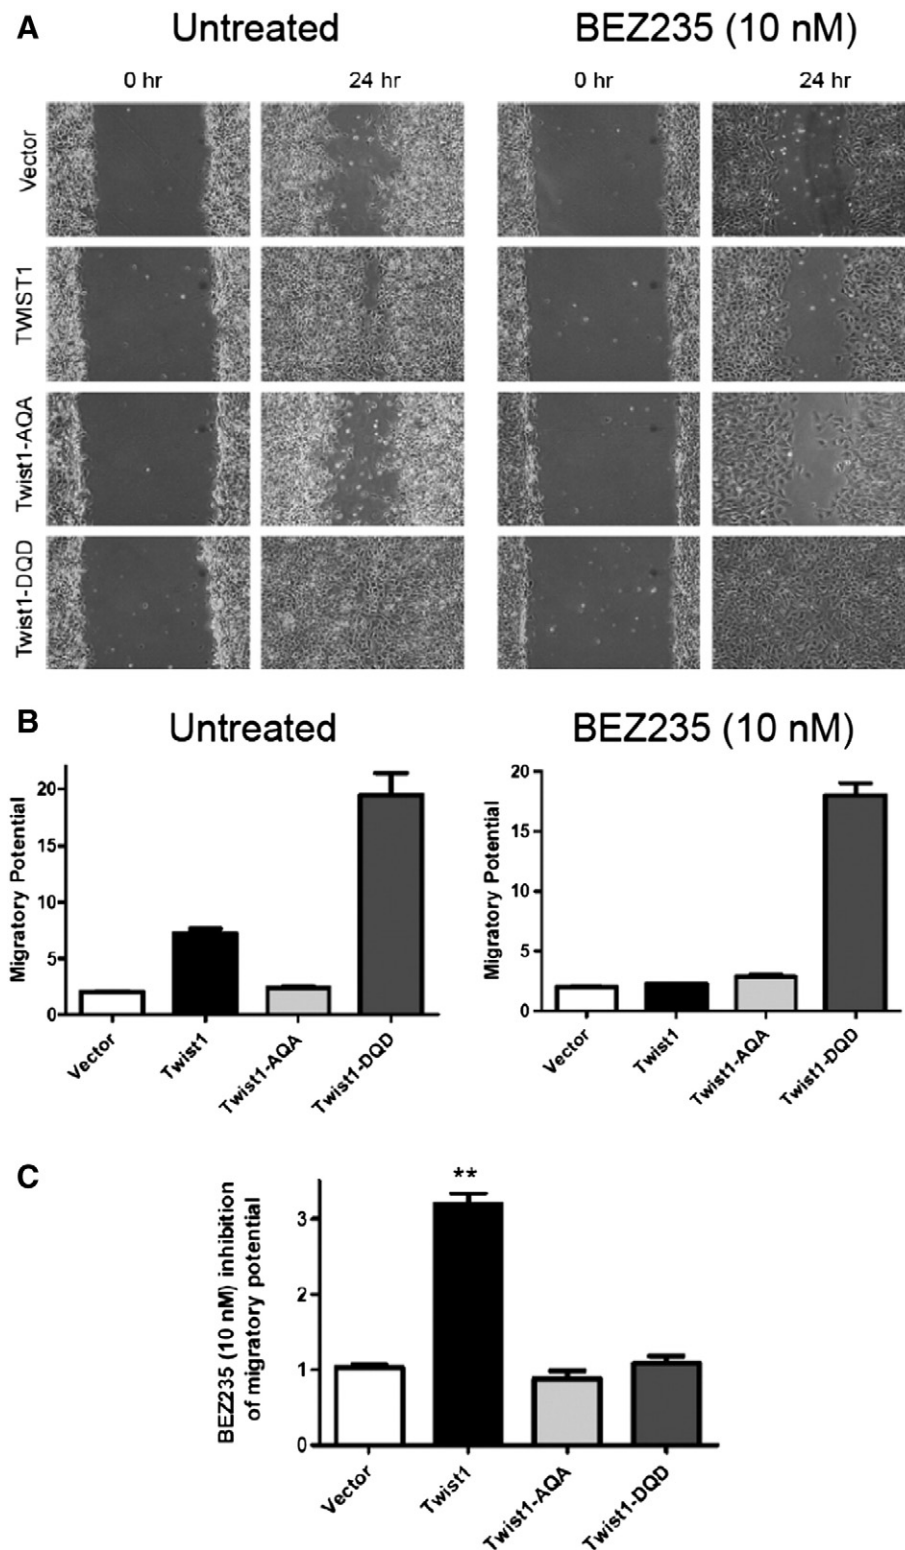 A
Untreated
BEZ235 (10 nM)
0 hr
24 hr
0 hr
24 hr
Vector
TWIST1
Twist1-AQA
Twist1-DQD
B
Untreated
BEZ235 (10 nM)
Migratory Potential
20
15
10
5
0
Vector
Twist1
Twist1-AQA
Twist1-DQD
Migratory Potential
20
15
10
5
0
Vector
Twist1
Twist1-AQA
Twist1-DQD
C
BEZ235 (10 nM) inhibition
of migratory potential
3
2
1
0
**
Vector
Twist1
Twist1-AQA
Twist1-DQD